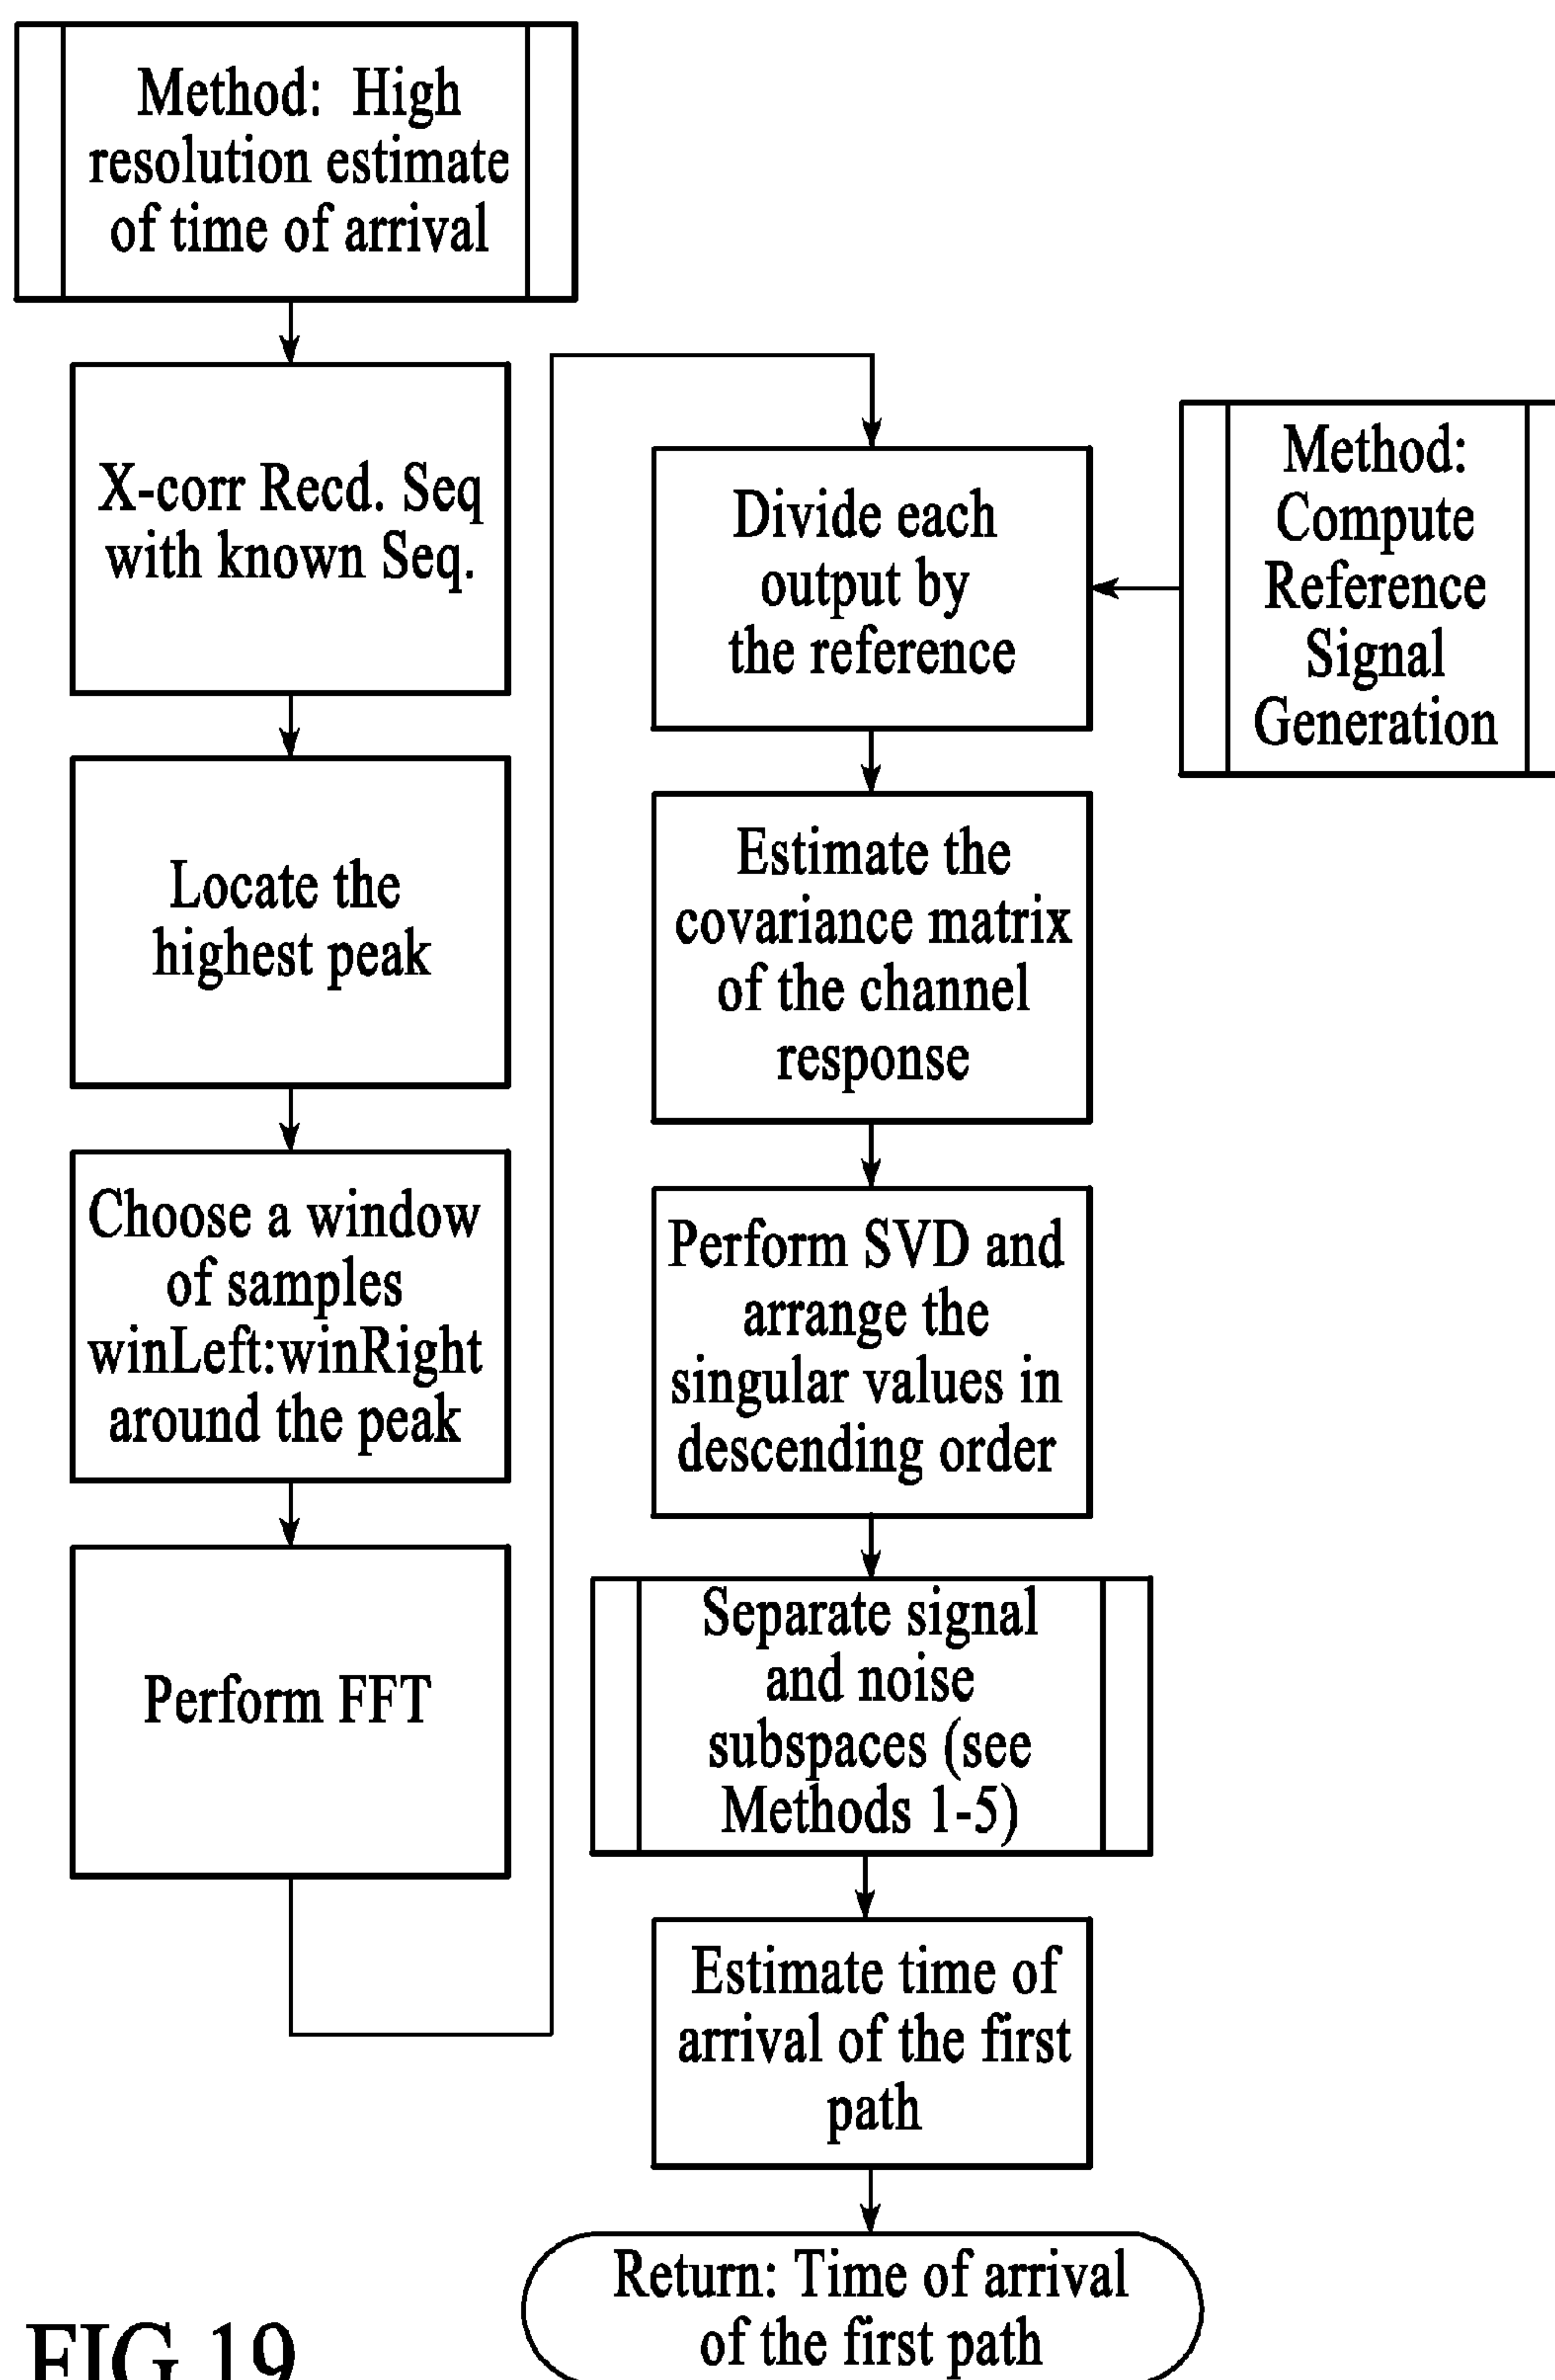 Method: High
resolution estimate
of time of arrival
X-corr Recd. Seq
with known Seq.
Locate the
highest peak
Choose a window
of samples
winLeft:winRight
around the peak
Perform FFT
Divide each
output by
the reference
Method:
Compute
Reference
Signal
Generation
Estimate the
covariance matrix
of the channel
response
Perform SVD and
arrange the
singular values in
descending order
Separate signal
and noise
subspaces (see
Methods 1-5)
Estimate time of
arrival of the first
path
Return: Time of arrival
of the first path
FIG 19